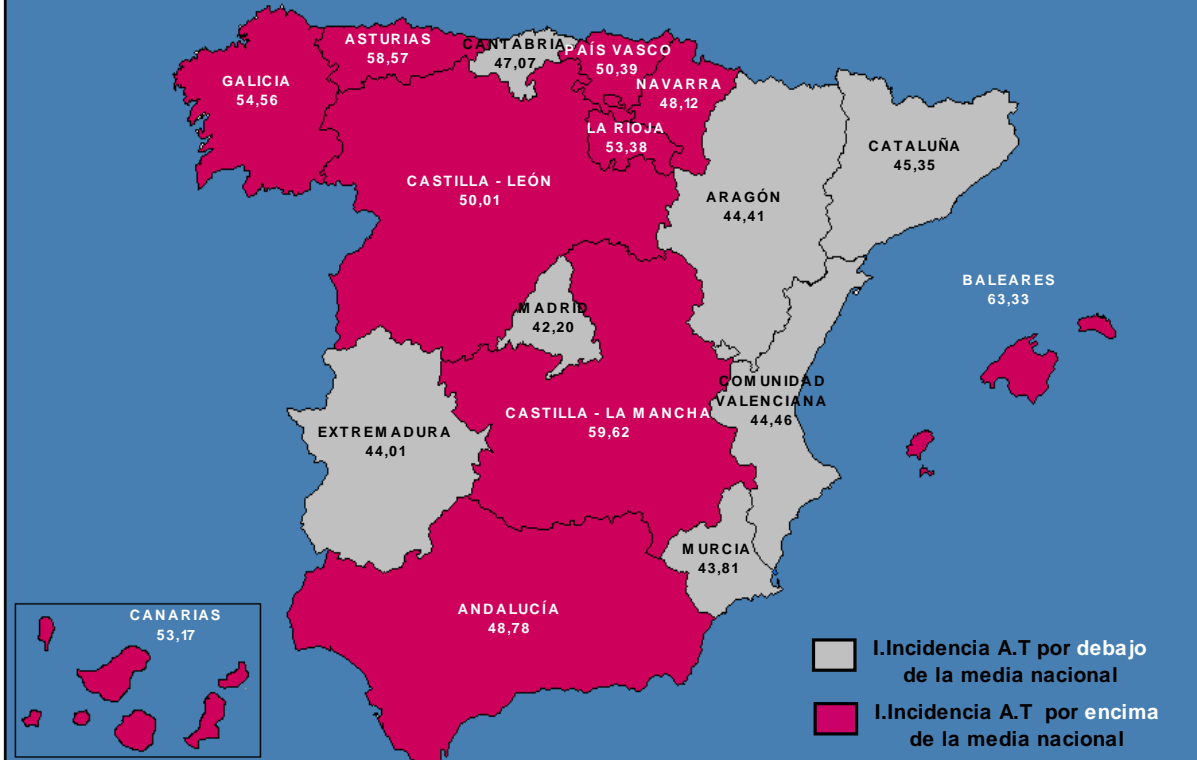 ASTURIAS
58,57
CANTABRIA
47,07
PAÍS VASCO
50,39
GALICIA
54,56
NAVARRA
48,12
LA RIOJA
53,38
CATALUÑA
45,35
CASTILLA - LEÓN
50,01
ARAGÓN
44,41
BALEARES
63,33
MADRID
42,20
COMUNIDAD
VALENCIANA
44,46
CASTILLA - LA MANCHA
59,62
EXTREMADURA
44,01
MURCIA
43,81
ANDALUCÍA
48,78
CANARIAS
53,17
I.Incidencia A.T por debajo
de la media nacional
I.Incidencia A.T por encima
de la media nacional